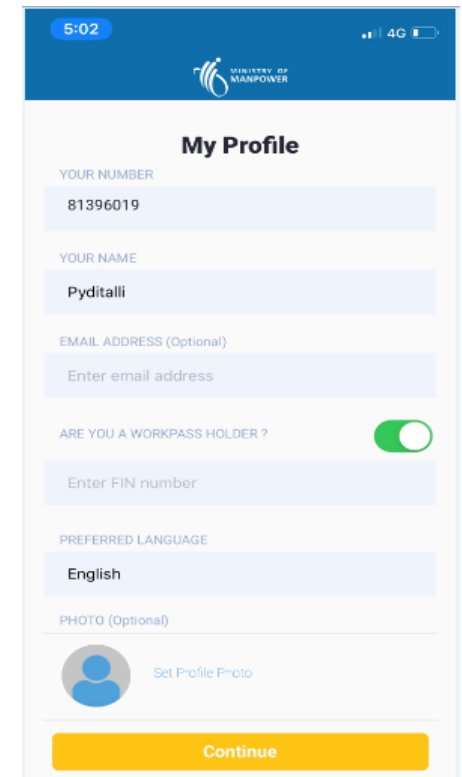 5:02
4G
MINISTRY OF
MANPOWER
My Profile
YOUR NUMBER
81396019
YOUR NAME
Pyditalli
EMAIL ADDRESS (Optional)
Enter email address
ARE YOU A WORKPASS HOLDER ?
Enter FIN number
PREFERRED LANGUAGE
English
PHOTO (Optional)
Set Profile Photo
Continue